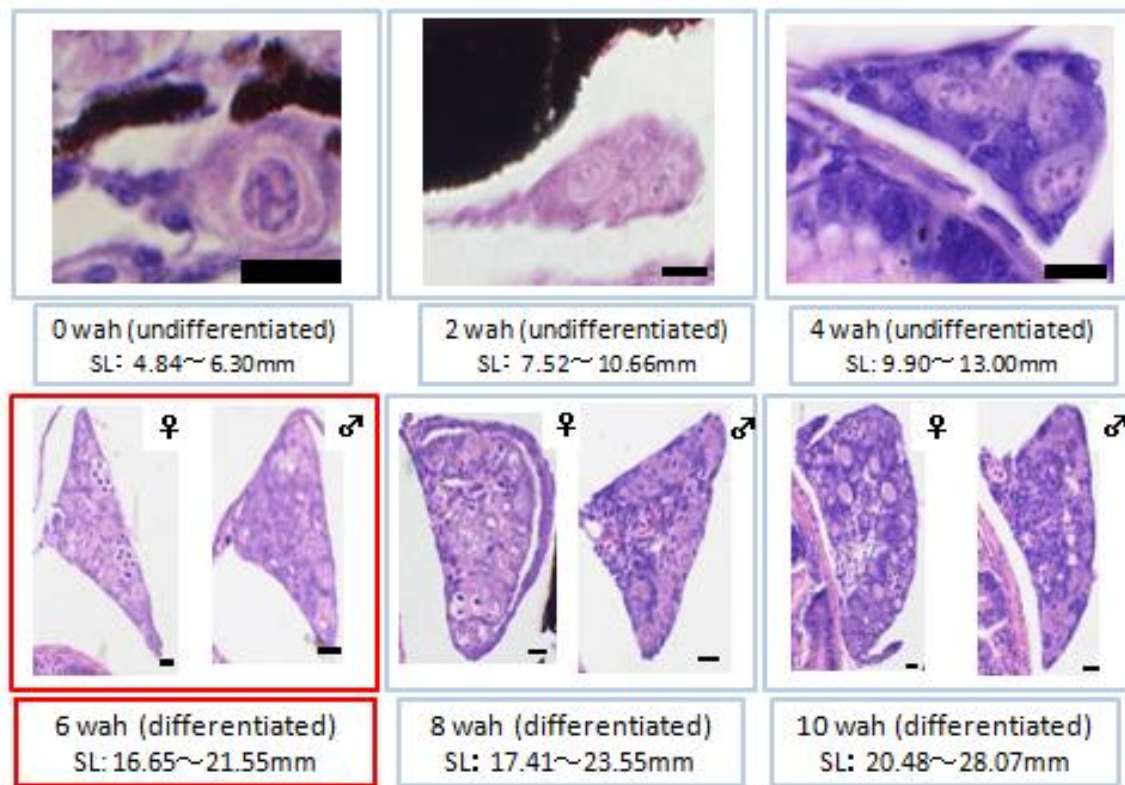 0 wah (undifferentiated)
SL: 4.84～6.30mm
2 wah (undifferentiated)
SL: 7.52～10.66mm
4 wah (undifferentiated)
SL: 9.90～13.00mm
♀ ♂
♀ ♂
♀ ♂
6 wah (differentiated)
SL: 16.65～21.55mm
8 wah (differentiated)
SL: 17.41～23.55mm
10 wah (differentiated)
SL: 20.48～28.07mm